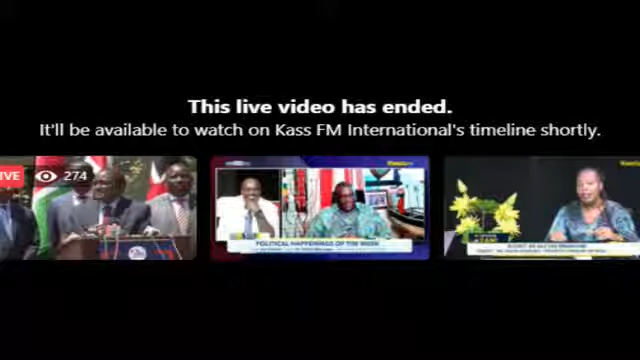 This live video has ended.
It'll be available to watch on Kass FM International's timeline shortly.
IVE
274
POLITICAL HAPPENINGS OF THE WEEK